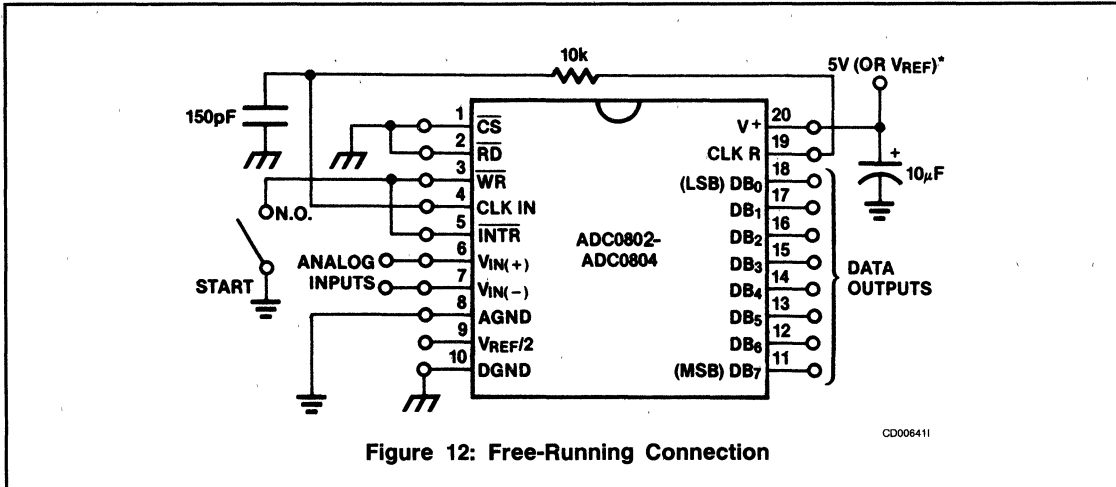 10k
5V (OR VREF)*
150pF
1
CS
2
RD
3
WR
4
CLK IN
5
INTR
6
VIN(+)
7
VIN(−)
8
AGND
9
VREF/2
10
DGND
N.O.
START
ANALOG
INPUTS
ADC0802-
ADC0804
20
V+
19
CLK R
18
(LSB) DB0
17
DB1
16
DB2
15
DB3
14
DB4
13
DB5
12
DB6
11
(MSB) DB7
+
10μF
DATA
OUTPUTS
CD00641I
Figure 12: Free-Running Connection